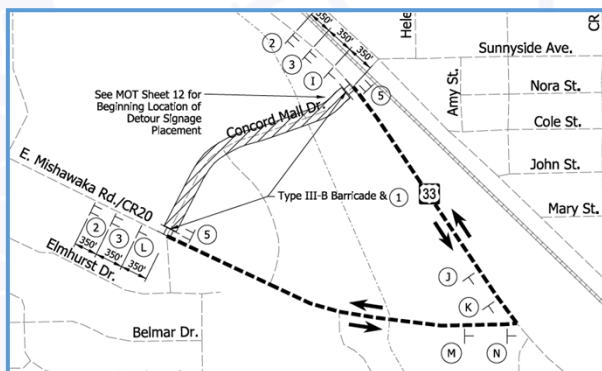 350'
350'
350'
2
3
I
5
Hele
CR
Sunnyside Ave.
Amy St.
Nora St.
Cole St.
John St.
Mary St.
See MOT Sheet 12 for
Beginning Location of
Detour Signage
Placement
Concord Mall Dr.
E. Mishawaka Rd./CR20
Type III-B Barricade & 1
33
2
3
L
5
350'
350'
350'
Elmhurst Dr.
Belmar Dr.
J
K
M
N